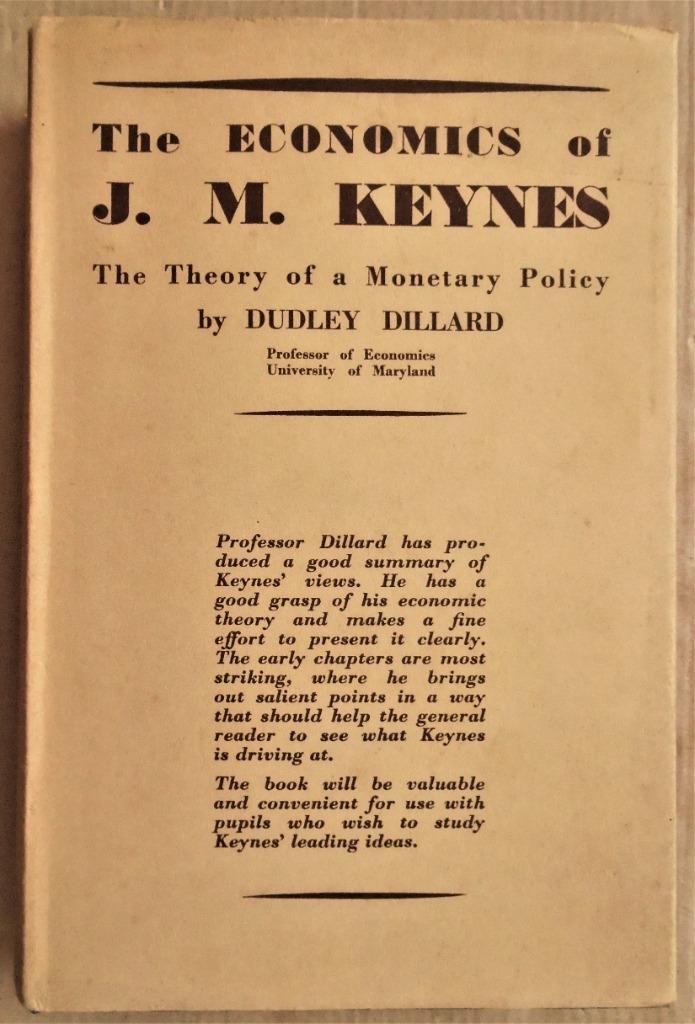 The ECONOMICS of
J. M. KEYNES
The Theory of a Monetary Policy
by DUDLEY DILLARD
Professor of Economics
University of Maryland
Professor Dillard has pro-
duced a good summary of
Keynes' views. He has a
good grasp of his economic
theory and makes a fine
effort to present it clearly.
The early chapters are most
striking, where he brings
out salient points in a way
that should help the general
reader to see what Keynes
is driving at.
The book will be valuable
and convenient for use with
pupils who wish to study
Keynes' leading ideas.